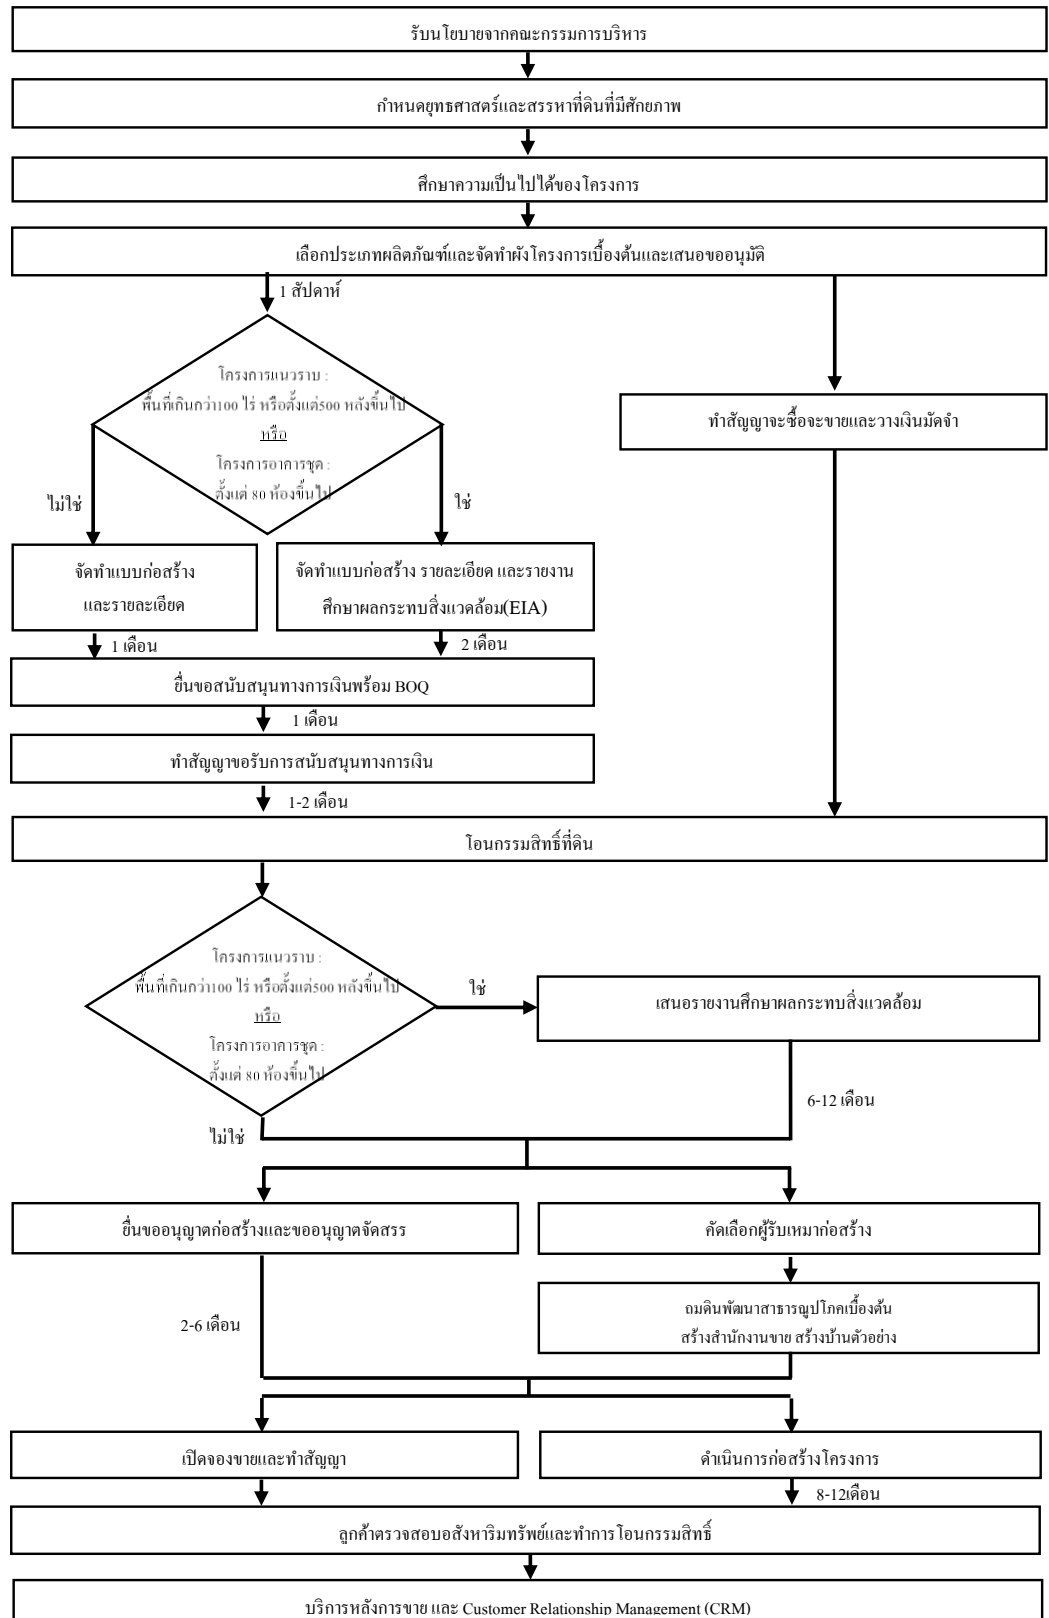 รับนโยบายจากคณะกรรมการบริหาร
กำหนดยุทธศาสตร์และสรรหาที่ดินที่มีศักยภาพ
ศึกษาความเป็นไปได้ของโครงการ
เลือกประเภทผลิตภัณฑ์และจัดทำผังโครงการเบื้องต้นและเสนอขออนุมัติ
1 สัปดาห์
โครงการแนวราบ :
พื้นที่เกินกว่า100 ไร่ หรือตั้งแต่500 หลังขึ้นไป
หรือ
โครงการอาคารชุด :
ตั้งแต่ 80 ห้องขึ้นไป
ทำสัญญาจะซื้อจะขายและวางเงินมัดจำ
ไม่ใช่
ใช่
จัดทำแบบก่อสร้าง
และรายละเอียด
จัดทำแบบก่อสร้าง รายละเอียด และรายงาน
ศึกษาผลกระทบสิ่งแวดล้อม(EIA)
1 เดือน
2 เดือน
ยื่นขอสนับสนุนทางการเงินพร้อม BOQ
1 เดือน
ทำสัญญาขอรับการสนับสนุนทางการเงิน
1-2 เดือน
โอนกรรมสิทธิ์ที่ดิน
โครงการแนวราบ :
พื้นที่เกินกว่า100 ไร่ หรือตั้งแต่500 หลังขึ้นไป
หรือ
โครงการอาคารชุด :
ตั้งแต่ 80 ห้องขึ้นไป
ใช่
เสนอรายงานศึกษาผลกระทบสิ่งแวดล้อม
6-12 เดือน
ไม่ใช่
ยื่นขออนุญาตก่อสร้างและขออนุญาตจัดสรร
คัดเลือกผู้รับเหมาก่อสร้าง
2-6 เดือน
ถมดินพัฒนาสาธารณูปโภคเบื้องต้น
สร้างสำนักงานขาย สร้างบ้านตัวอย่าง
เปิดจองขายและทำสัญญา
ดำเนินการก่อสร้างโครงการ
8-12เดือน
ลูกค้าตรวจสอบอสังหาริมทรัพย์และทำการโอนกรรมสิทธิ์
บริการหลังการขาย และ Customer Relationship Management (CRM)